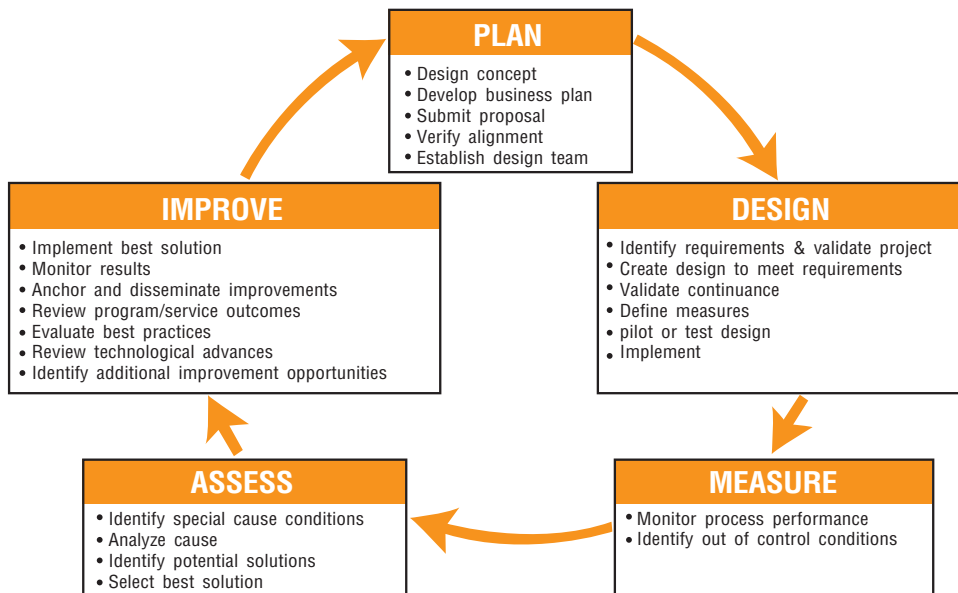 PLAN
• Design concept
• Develop business plan
• Submit proposal
• Verify alignment
• Establish design team
DESIGN
• Identify requirements & validate project
• Create design to meet requirements
• Validate continuance
• Define measures
• pilot or test design
• Implement
MEASURE
• Monitor process performance
• Identify out of control conditions
ASSESS
• Identify special cause conditions
• Analyze cause
• Identify potential solutions
• Select best solution
IMPROVE
• Implement best solution
• Monitor results
• Anchor and disseminate improvements
• Review program/service outcomes
• Evaluate best practices
• Review technological advances
• Identify additional improvement opportunities